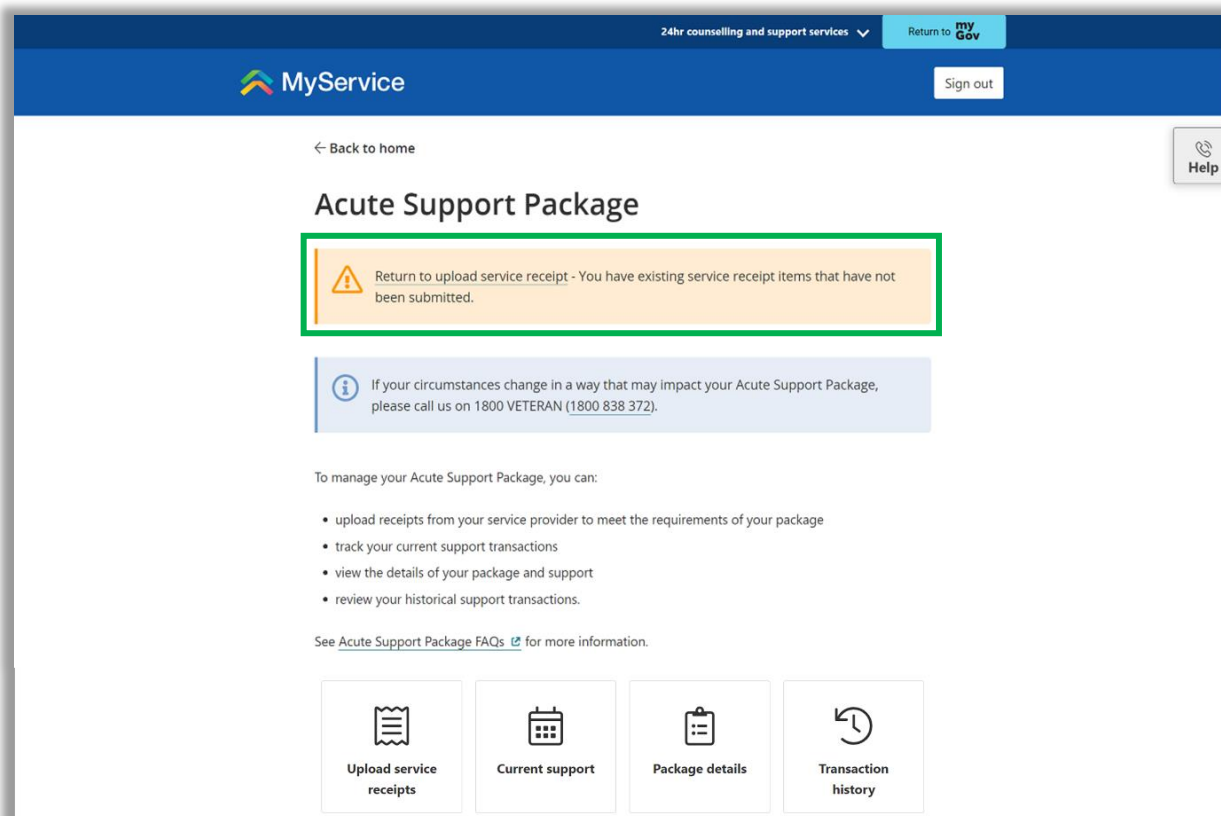 24hr counselling and support services
Return to myGov
MyService
Sign out
← Back to home
Help
Acute Support Package
Return to upload service receipt - You have existing service receipt items that have not
been submitted.
If your circumstances change in a way that may impact your Acute Support Package,
please call us on 1800 VETERAN (1800 838 372).
To manage your Acute Support Package, you can:
• upload receipts from your service provider to meet the requirements of your package
• track your current support transactions
• view the details of your package and support
• review your historical support transactions.
See Acute Support Package FAQs for more information.
Upload service
receipts
Current support
Package details
Transaction
history